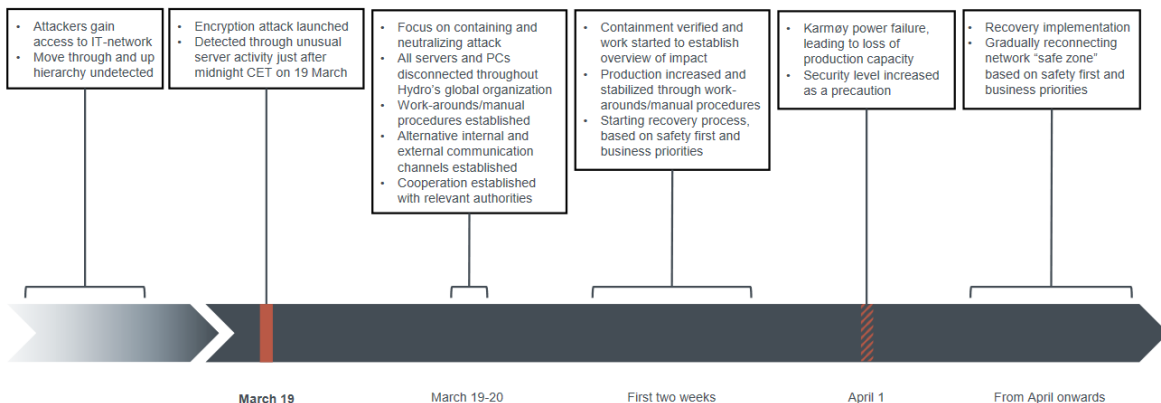 • Attackers gain
access to IT-network
• Move through and up
hierarchy undetected
• Encryption attack launched
• Detected through unusual
server activity just after
midnight CET on 19 March
• Focus on containing and
neutralizing attack
• All servers and PCs
disconnected throughout
Hydro's global organization
• Work-arounds/manual
procedures established
• Alternative internal and
external communication
channels established
• Cooperation established
with relevant authorities
• Containment verified and
work started to establish
overview of impact
• Production increased and
stabilized through work-
arounds/manual procedures
• Starting recovery process,
based on safety first and
business priorities
• Karmøy power failure,
leading to loss of
production capacity
• Security level increased
as a precaution
• Recovery implementation
• Gradually reconnecting
network “safe zone”
based on safety first and
business priorities
March 19
March 19-20
First two weeks
April 1
From April onwards